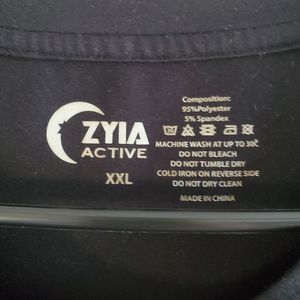 Composition:
95%Polyester
5% Spandex
ZYIA
ACTIVE
XXL
MACHINE WASH AT UP TO 30℃
DO NOT BLEACH
DO NOT TUMBLE DRY
COLD IRON ON REVERSE SIDE
DO NOT DRY CLEAN
MADE IN CHINA